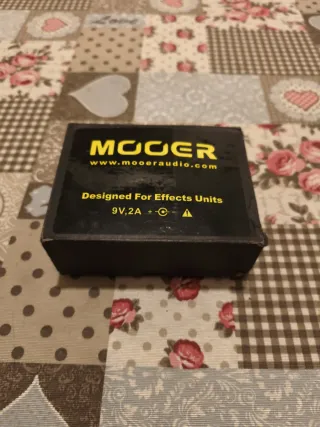 MOOER
www.mooeraudio.com
Designed For Effects Units
9V,2A + -